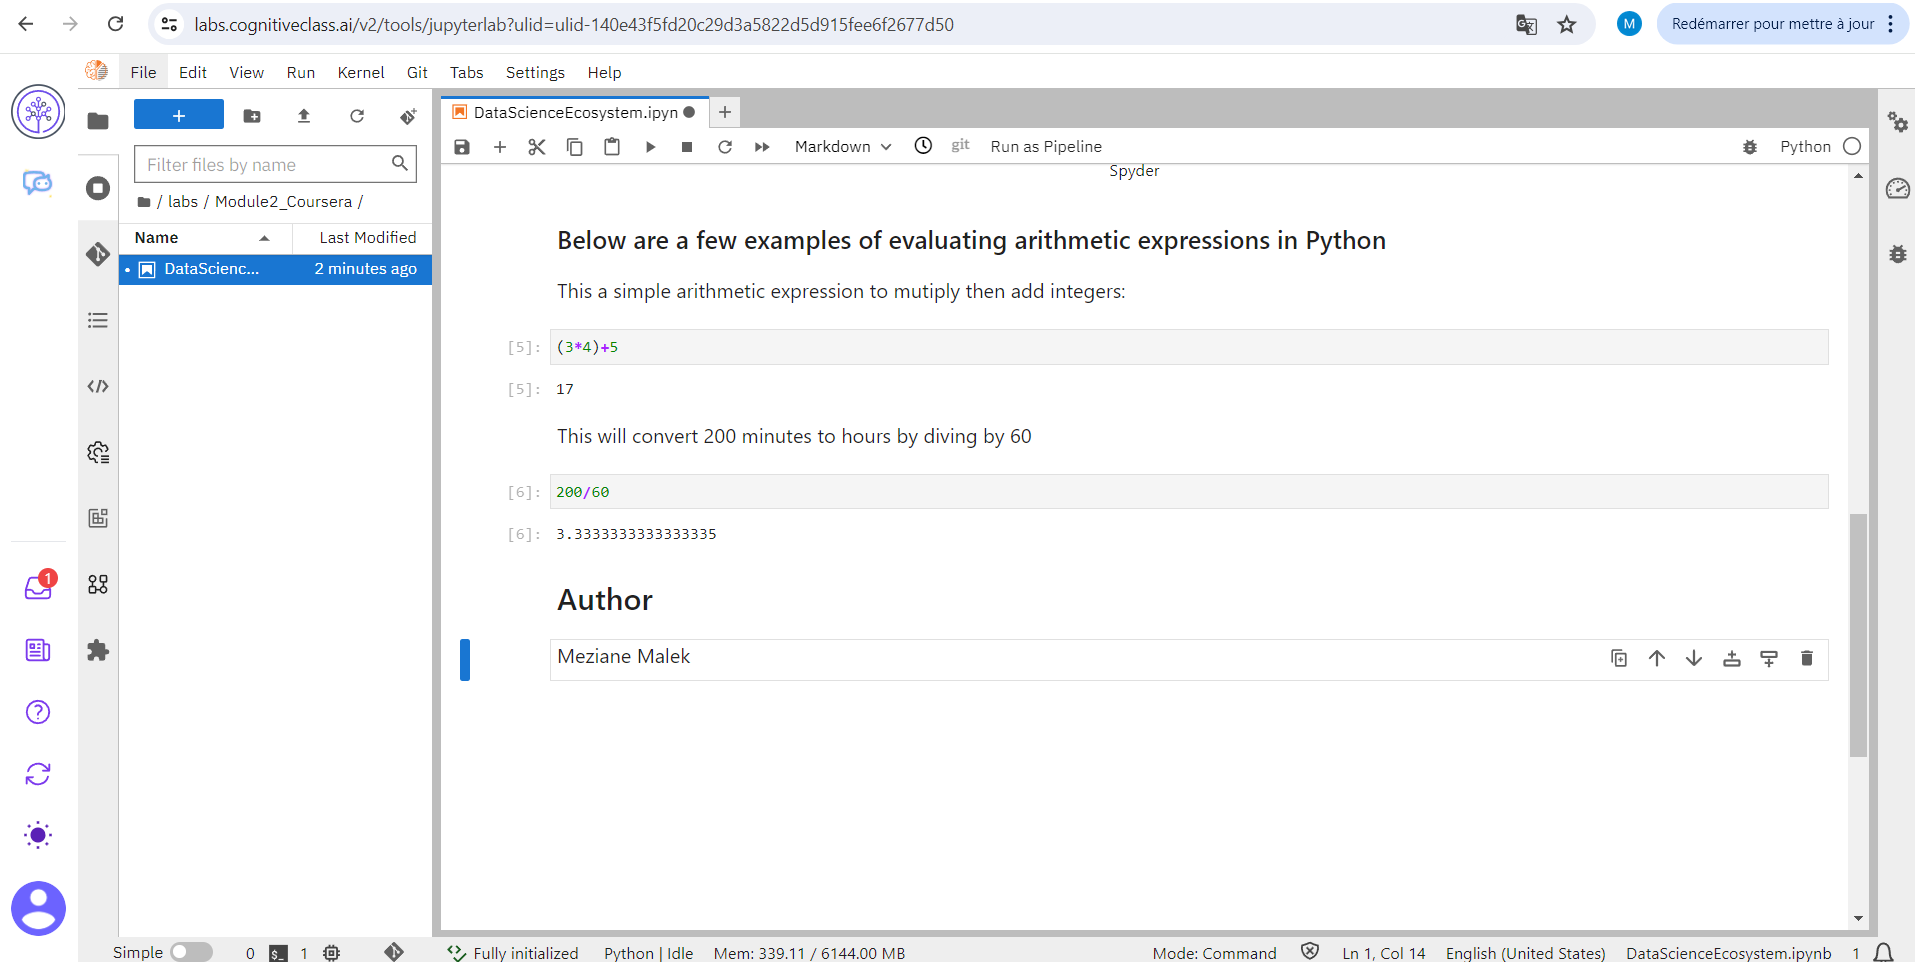 labs.cognitiveclass.ai/v2/tools/jupyterlab?ulid=ulid-140e43f5fd20c29d3a5822d5d915fee6f2677d50
M
Redémarrer pour mettre à jour
File Edit View Run Kernel Git Tabs Settings Help
+
DataScienceEcosystem.ipyn
+
Filter files by name
Markdown
git
Run as Pipeline
Python
/ labs / Module2_Coursera /
Name Last Modified
DataScienc... 2 minutes ago
Spyder
Below are a few examples of evaluating arithmetic expressions in Python
This a simple arithmetic expression to mutiply then add integers:
[5]: (3*4)+5
[5]: 17
This will convert 200 minutes to hours by diving by 60
[6]: 200/60
[6]: 3.3333333333333335
Author
Meziane Malek
1
Simple 0 $_ 1 Fully initialized Python | Idle Mem: 339.11 / 6144.00 MB Mode: Command Ln 1, Col 14 English (United States) DataScienceEcosystem.ipynb 1